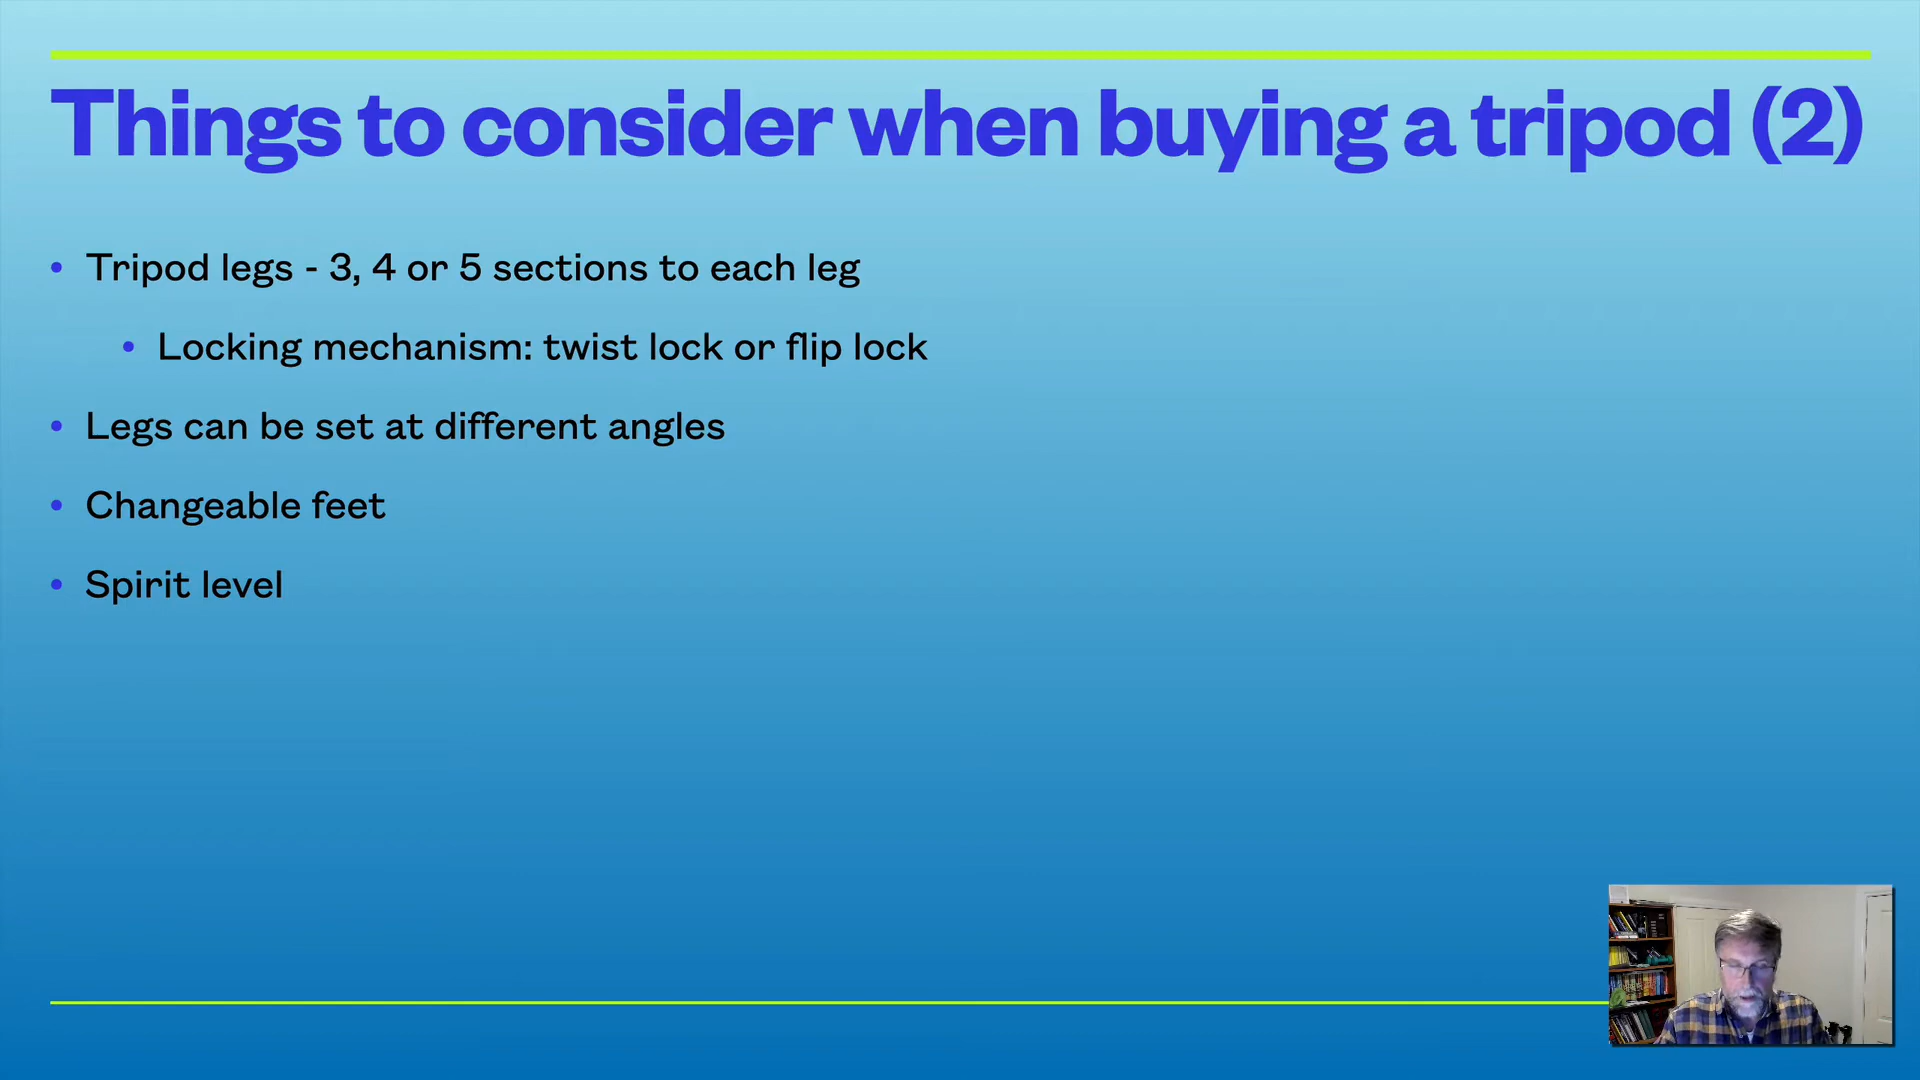 Things to consider when buying a tripod (2)
• Tripod legs - 3, 4 or 5 sections to each leg
• Locking mechanism: twist lock or flip lock
• Legs can be set at different angles
• Changeable feet
• Spirit level